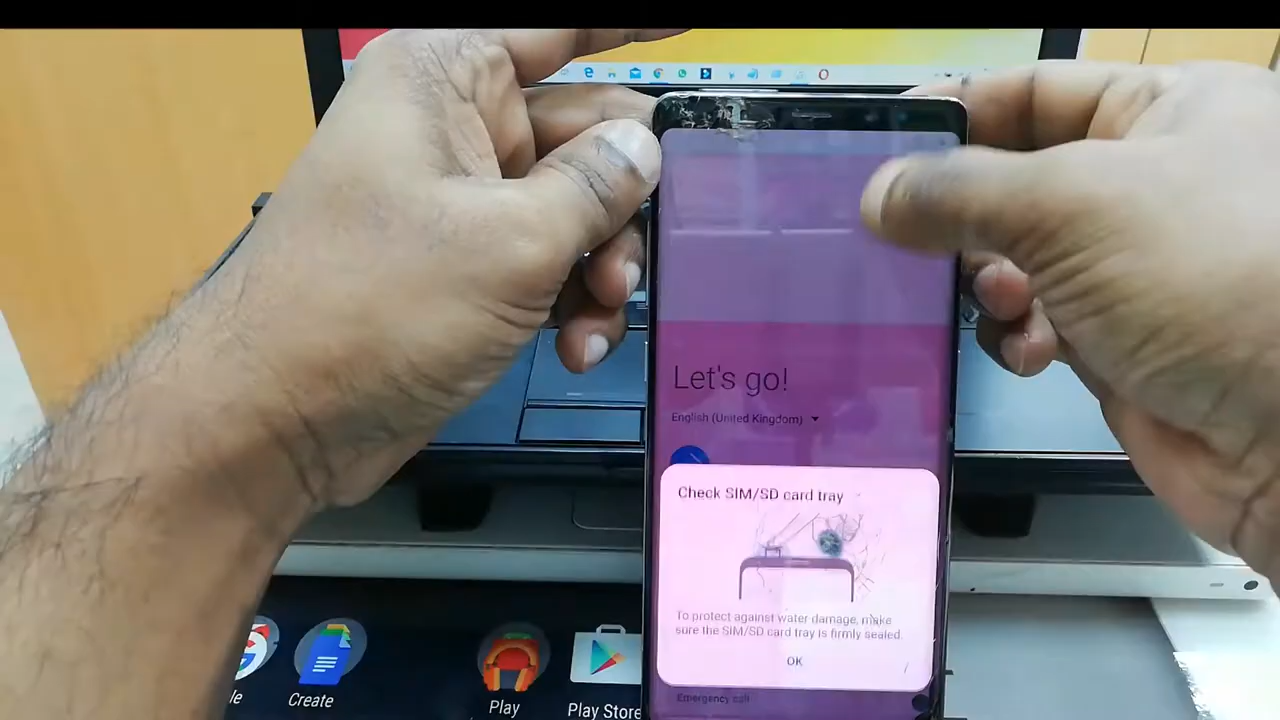 Let's go!
English (United Kingdom)
Check SIM/SD card tray
To protect against water damage, make
sure the SIM/SD card tray is firmly sealed.
OK
Emergency call
le
Create
Play
Play Store